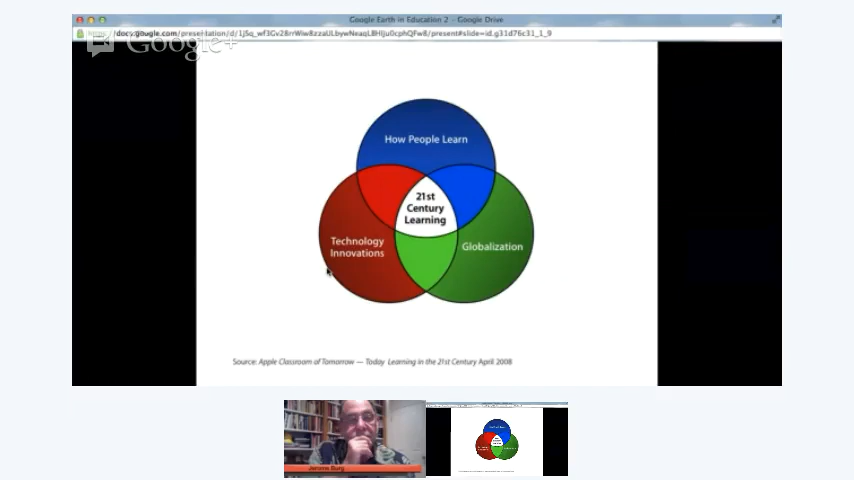 Google Earth in Education 2 - Google Drive
Google+
How People Learn
21st
Century
Learning
Technology
Innovations
Globalization
Source: Apple Classroom of Tomorrow — Today Learning in the 21st Century April 2008
Jerome Burg